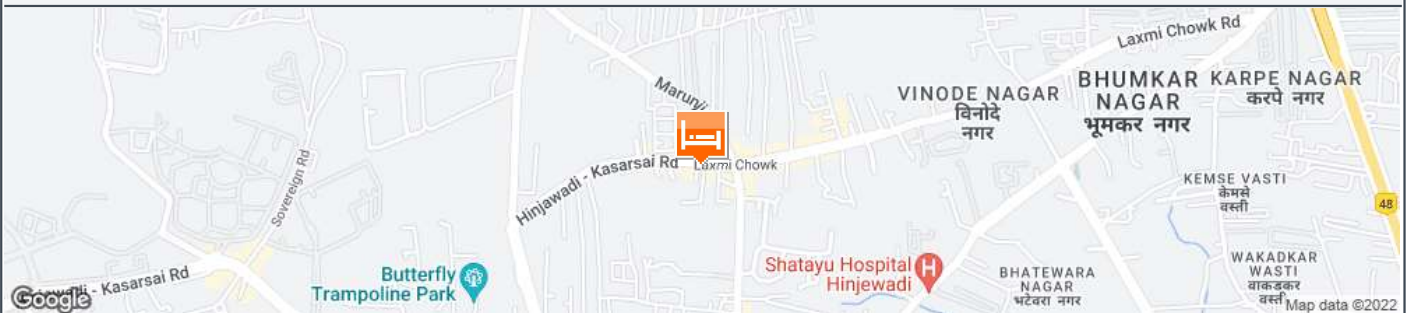 Laxmi Chowk Rd
BHUMKAR
NAGAR
भूमकर नगर
KARPE NAGAR
करपे नगर
VINODE NAGAR
विनोदे
नगर
Marunji
Hinjawadi - Kasarsai Rd
Laxmi Chowk
Sovereign Rd
KEMSE VASTI
केमसे
वस्ती
48
Butterfly
Trampoline Park
Shatayu Hospital
Hinjewadi
H
BHATEWARA
NAGAR
भटेवरा नगर
WAKADKAR
WASTI
वाकडकर
वस्ती
- Kasarsai Rd
Google
Map data ©2022